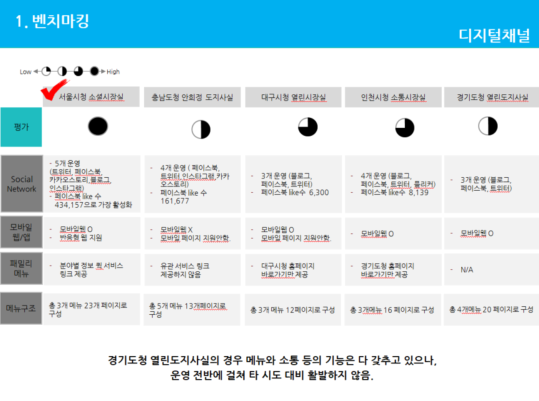 1. 벤치마킹
디지털채널
Low
High
서울시청 소셜시장실
충남도청 안희정 도지사실
대구시청 열린시장실
인천시청 소통시장실
경기도청 열린도지사실
평가
Social
Network
- 5개 운영
(트위터, 페이스북,
카카오스토리,블로그,
인스타그램)
- 페이스북 like 수
434,157으로 가장 활성화
- 4개 운영 ( 페이스북,
트위터,인스타그램,카카
오스토리)
- 페이스북 like 수
161,677
- 3개 운영 (블로그,
페이스북, 트위터)
- 페이스북 like수 6,300
- 4개 운영 (블로그,
페이스북, 트위터, 플리커)
- 페이스북 like수 8,139
- 3개 운영 (블로그,
페이스북, 트위터)
모바일
웹/앱
- 모바일웹 O
- 반응형 웹 지원
- 모바일웹 X
- 모바일 페이지 지원안함
- 모바일웹 O
- 모바일 페이지 지원안함
- 모바일웹 O
- 모바일웹 O
패밀리
메뉴
- 분야별 정보 퀵 서비스
링크 제공
- 유관 서비스 링크
제공하지 않음
- 대구시청 홈페이지
바로가기만 제공
- 경기도청 홈페이지
바로가기만 제공
- N/A
메뉴구조
총 3개 메뉴 23개 페이지로
구성
총 5개 메뉴 13개페이지로
구성
총 3개 메뉴 12페이지로 구성
총 3개메뉴 16 페이지로 구성
총 4개메뉴 20 페이지로 구성
경기도청 열린도지사실의 경우 메뉴와 소통 등의 기능은 다 갖추고 있으나,
운영 전반에 걸쳐 타 시도 대비 활발하지 않음.